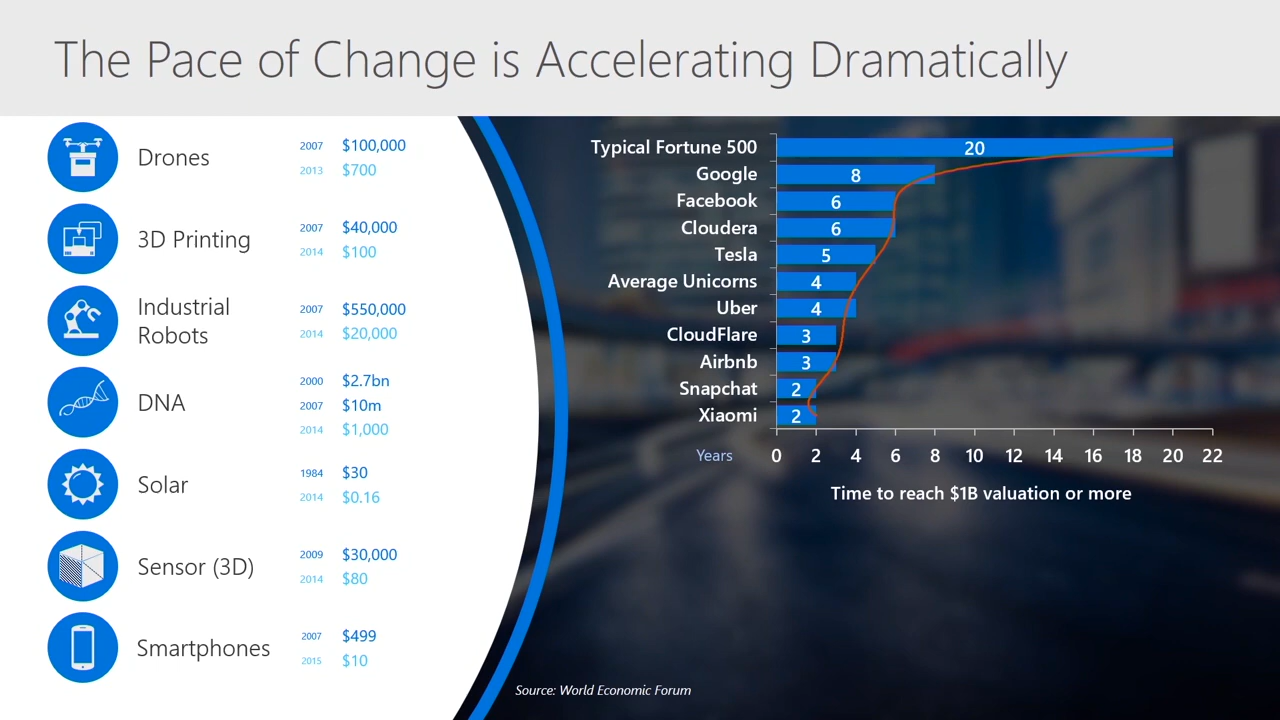 The Pace of Change is Accelerating Dramatically
Drones
2007 $100,000
2013 $700
3D Printing
2007 $40,000
2014 $100
Industrial
Robots
2007 $550,000
2014 $20,000
DNA
2000 $2.7bn
2007 $10m
2014 $1,000
Solar
1984 $30
2014 $0.16
Sensor (3D)
2009 $30,000
2014 $80
Smartphones
2007 $499
2015 $10
Typical Fortune 500 20
Google 8
Facebook 6
Cloudera 6
Tesla 5
Average Unicorns 4
Uber 4
CloudFlare 3
Airbnb 3
Snapchat 2
Xiaomi 2
Years 0 2 4 6 8 10 12 14 16 18 20 22
Time to reach $1B valuation or more
Source: World Economic Forum